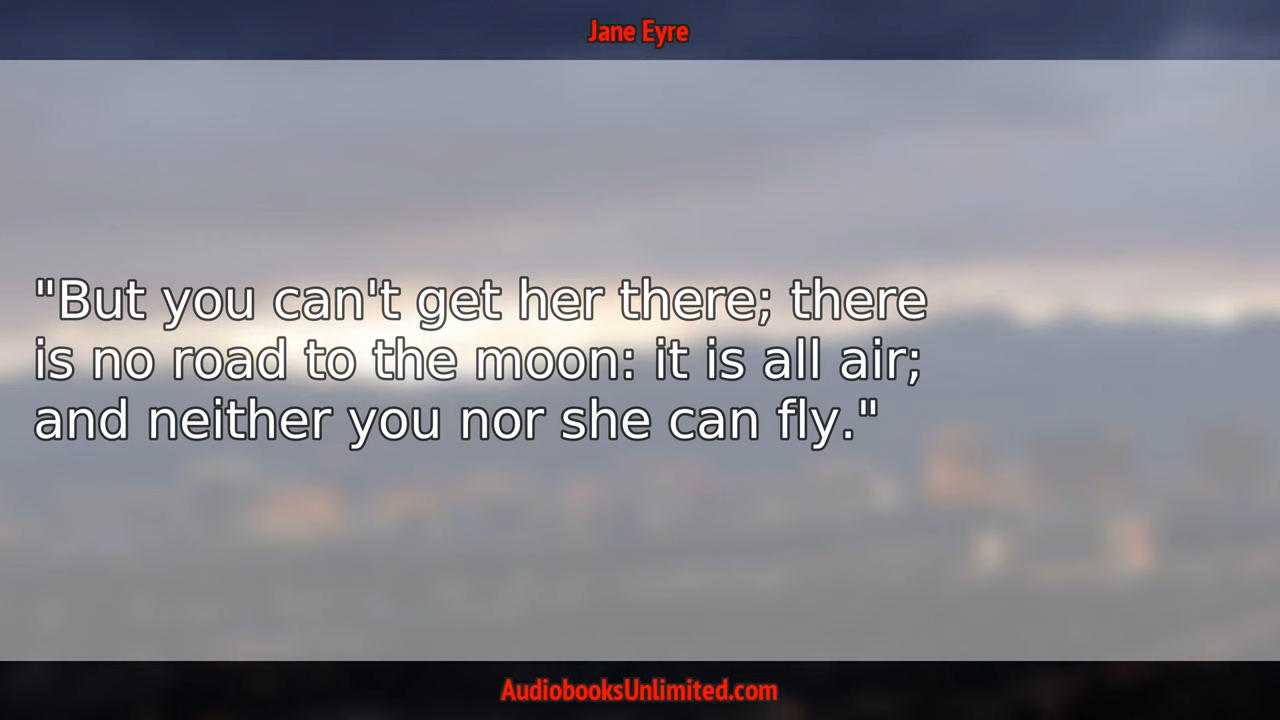 Jane Eyre
"But you can't get her there; there
is no road to the moon: it is all air;
and neither you nor she can fly."
AudiobooksUnlimited.com